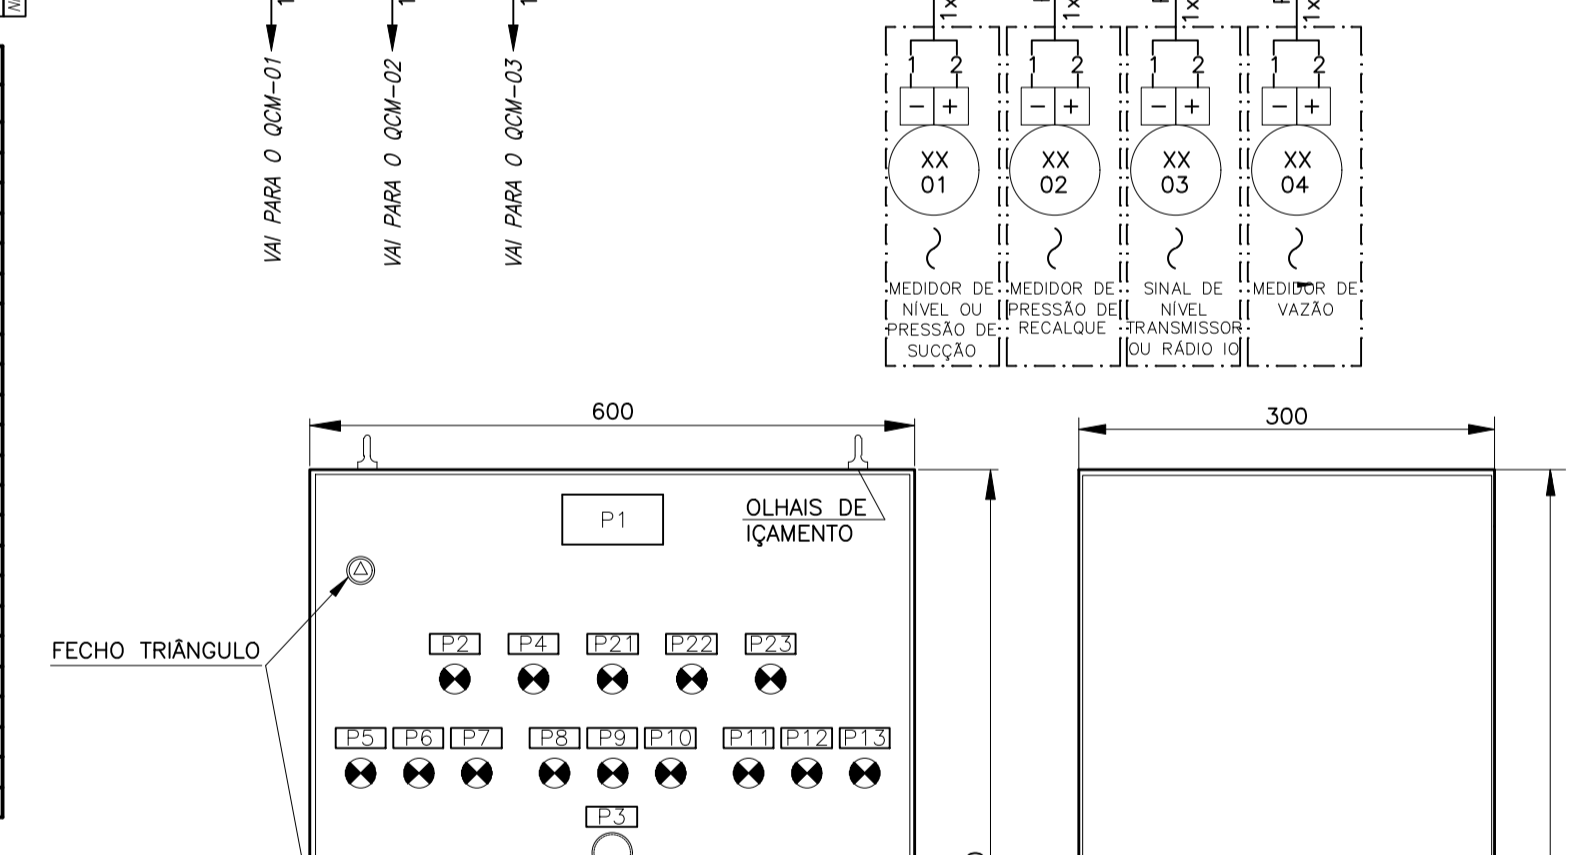 VAI PARA O QCM-01
VAI PARA O QCM-02
VAI PARA O QCM-03
1x
1x
1x
1x
1 2
1 2
1 2
1 2
− +
− +
− +
− +
XX
01
XX
02
XX
03
XX
04
MEDIDOR DE
NÍVEL OU
PRESSÃO DE
SUCÇÃO
MEDIDOR DE
PRESSÃO DE
RECALQUE
SINAL DE
NÍVEL
TRANSMISSOR
OU RÁDIO IO
MEDIDOR DE
VAZÃO
600
300
P1
OLHAIS DE
IÇAMENTO
FECHO TRIÂNGULO
P2 P4 P21 P22 P23
P5 P6 P7 P8 P9 P10 P11 P12 P13
P3